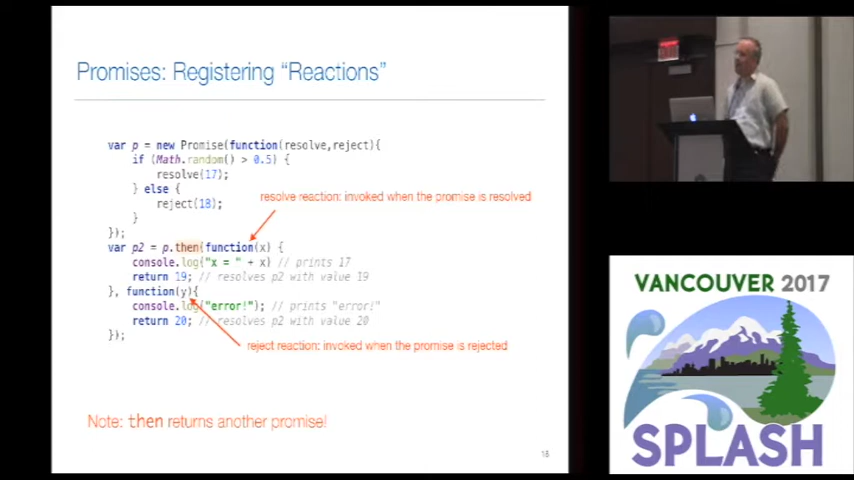 Promises: Registering “Reactions”
var p = new Promise(function(resolve,reject){
if (Math.random() > 0.5) {
resolve(17);
} else {
reject(18);
}
});
resolve reaction: invoked when the promise is resolved
var p2 = p.then(function(x) {
console.log("x = " + x) // prints 17
return 19; // resolves p2 with value 19
}, function(y){
console.log("error!"); // prints "error!"
return 20; // resolves p2 with value 20
});
reject reaction: invoked when the promise is rejected
Note: then returns another promise!
18
EXIT
VANCOUVER 2017
SPLASH